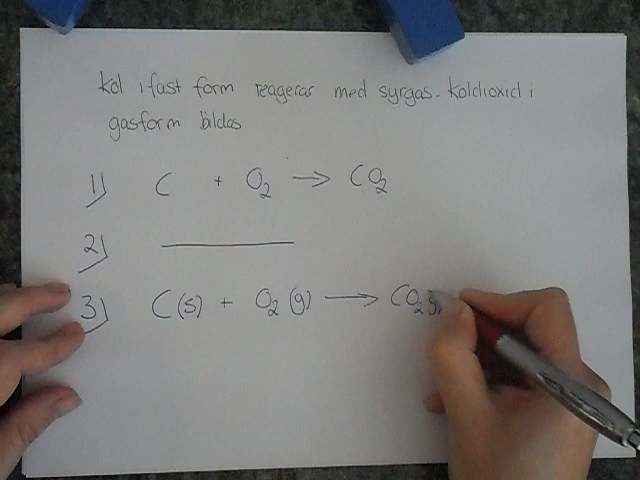 kol i fast form reagerar med syrgas. koldioxid i
gasform bildas
1) C + O₂ → CO₂
2)
3) C(s) + O₂ (g) → CO₂ g